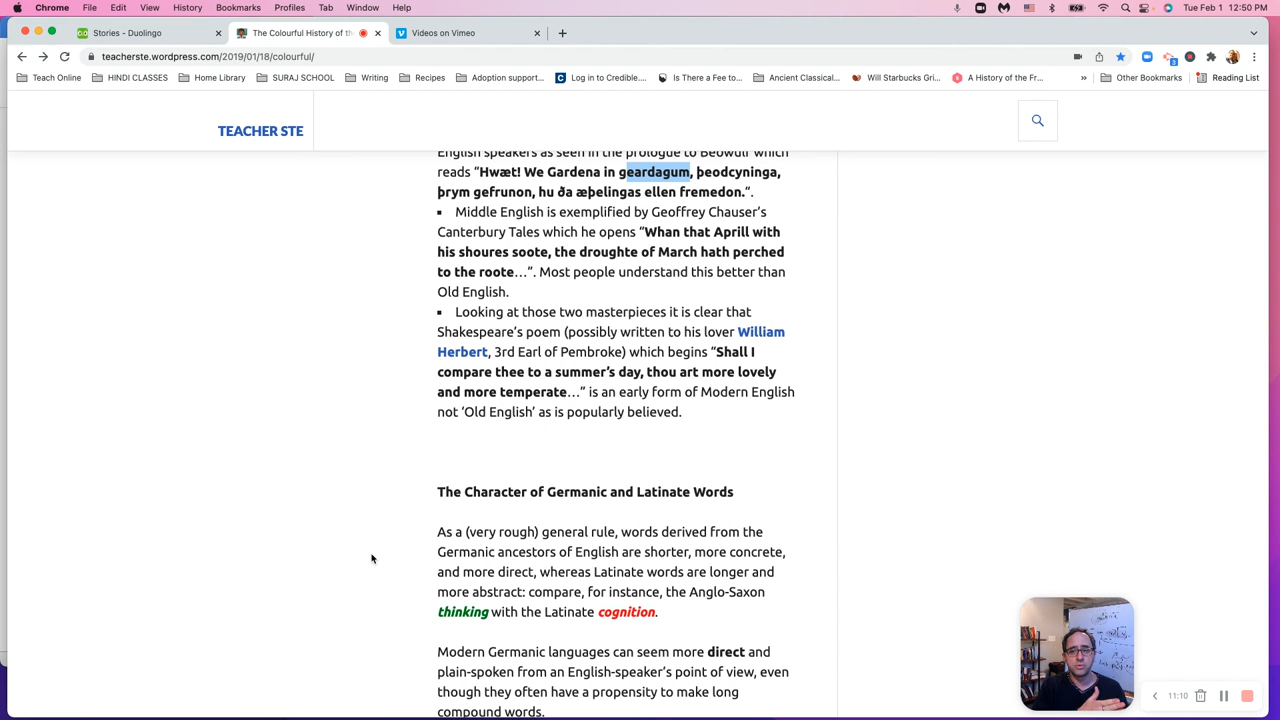 Chrome File Edit View History Bookmarks Profiles Tab Window Help Tue Feb 1 12:50 PM
Stories - Duolingo The Colourful History of th Videos on Vimeo
teacherste.wordpress.com/2019/01/18/colourful/
Teach Online HINDI CLASSES Home Library SURAJ SCHOOL Writing Recipes Adoption support... Log in to Credible.... Is There a Fee to... Ancient Classical... Will Starbucks Gri... A History of the Fr... » Other Bookmarks Reading List
TEACHER STE
English speakers as seen in the prologue to Beowulf which
reads “Hwæt! We Gardena in geardagum, þeodcyninga,
þrym gefrunon, hu ða æþelingas ellen fremedon.“.
▪ Middle English is exemplified by Geoffrey Chauser’s
Canterbury Tales which he opens “Whan that Aprill with
his shoures soote, the droughte of March hath perched
to the roote…”. Most people understand this better than
Old English.
▪ Looking at those two masterpieces it is clear that
Shakespeare’s poem (possibly written to his lover William
Herbert, 3rd Earl of Pembroke) which begins “Shall I
compare thee to a summer’s day, thou art more lovely
and more temperate…” is an early form of Modern English
not ‘Old English’ as is popularly believed.
The Character of Germanic and Latinate Words
As a (very rough) general rule, words derived from the
Germanic ancestors of English are shorter, more concrete,
and more direct, whereas Latinate words are longer and
more abstract: compare, for instance, the Anglo-Saxon
thinking with the Latinate cognition.
Modern Germanic languages can seem more direct and
plain-spoken from an English-speaker’s point of view, even
though they often have a propensity to make long
compound words.
11:10